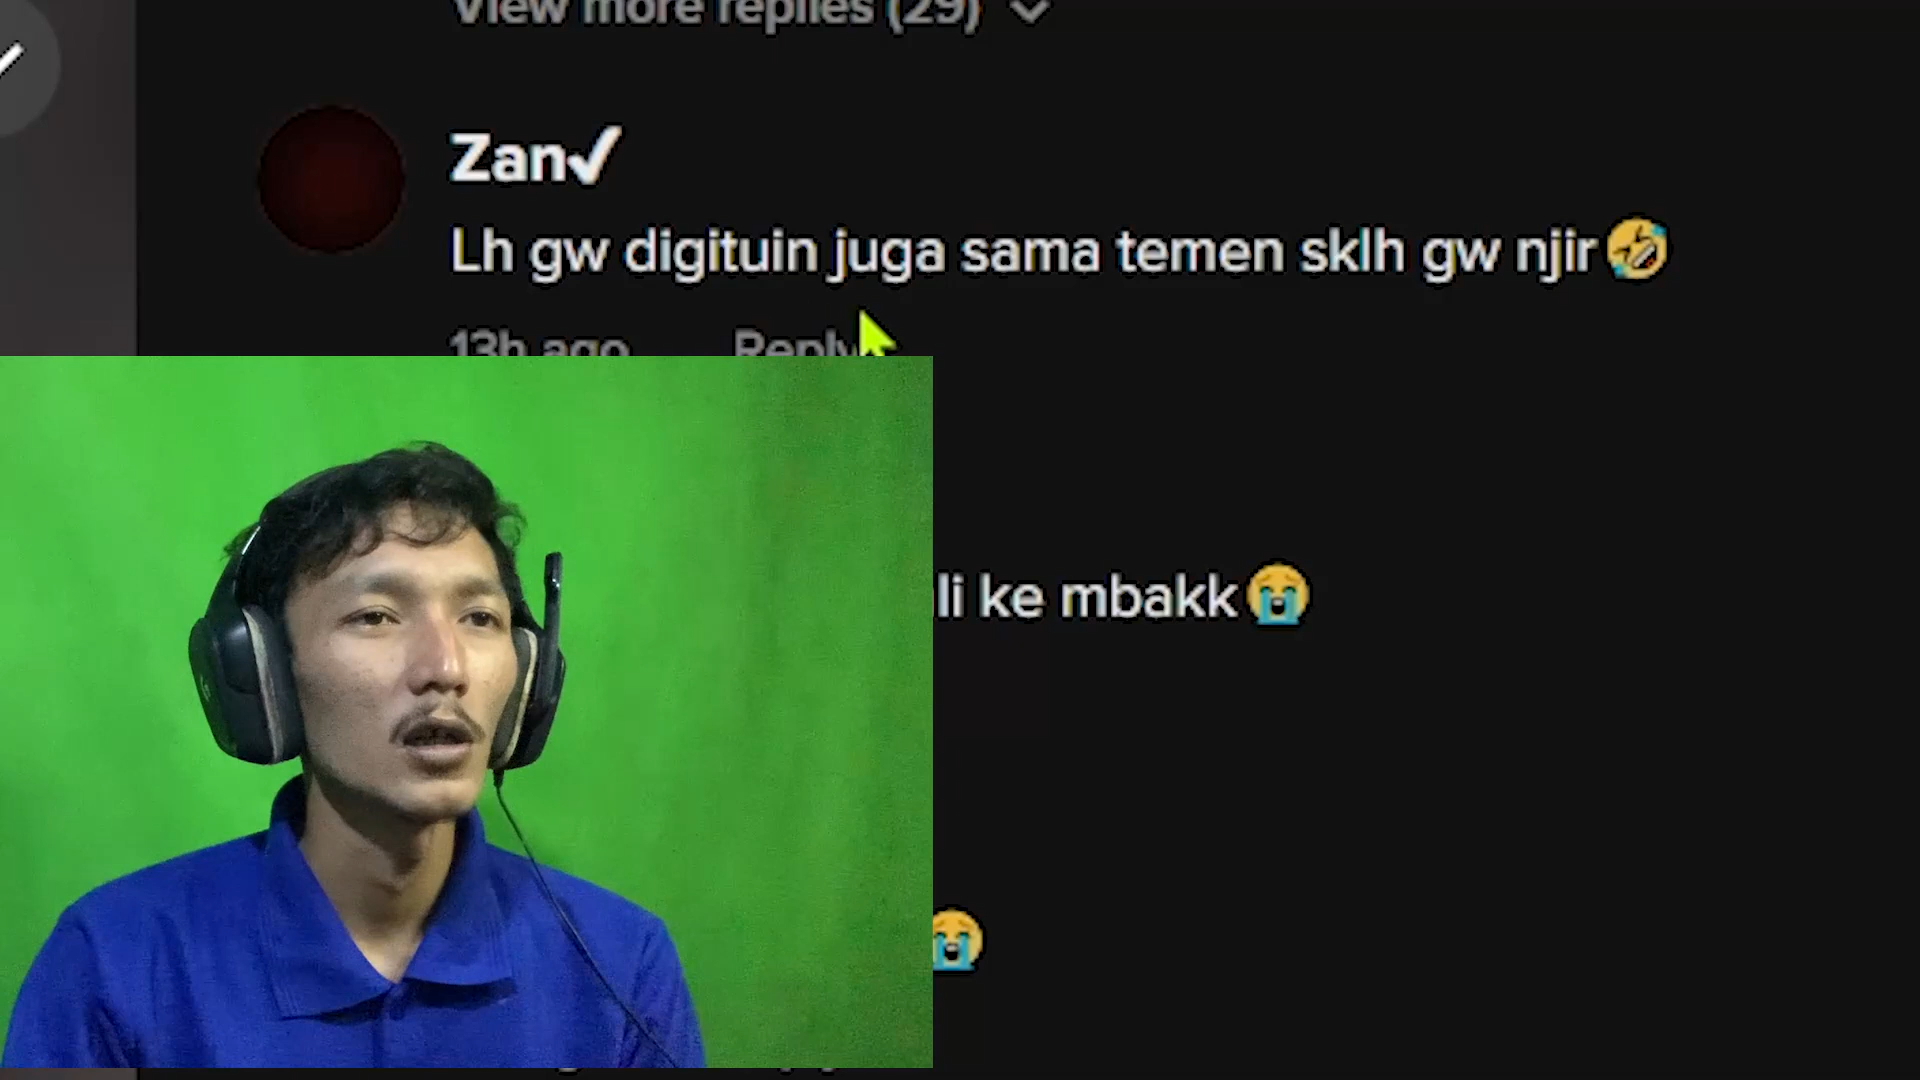 View more replies (29)
Zan✔
Lh gw digituin juga sama temen sklh gw njir🤣
13h ago Reply
li ke mbakk😭
😭